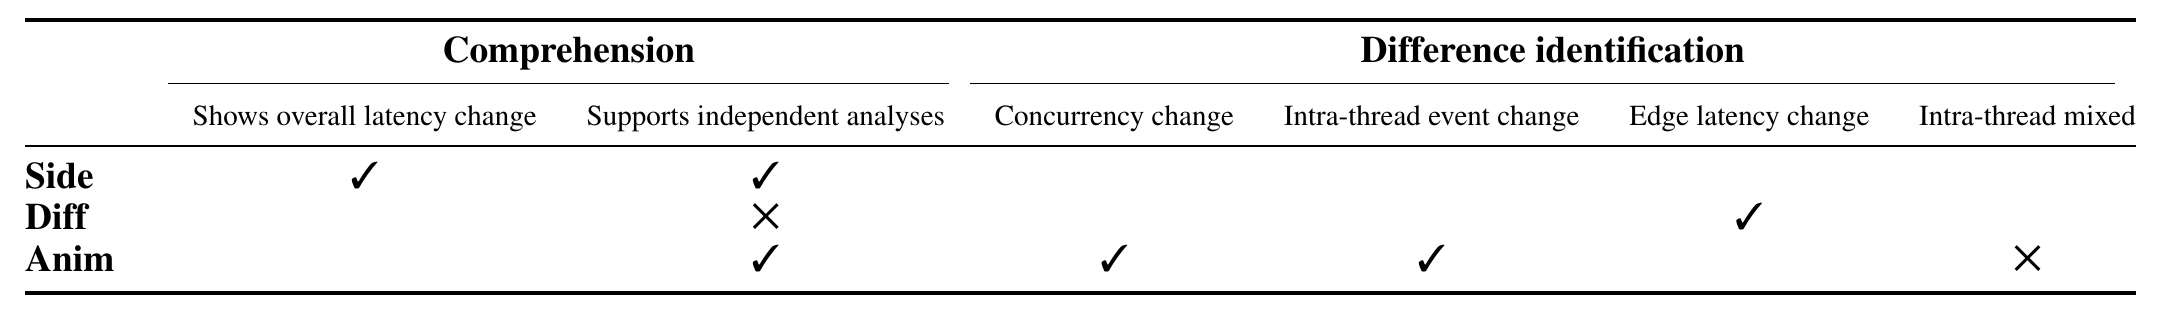 Comprehension Difference identification
Shows overall latency change Supports independent analyses Concurrency change Intra-thread event change Edge latency change Intra-thread mixed
Side ✓ ✓
Diff × ✓
Anim ✓ ✓ ✓ ×